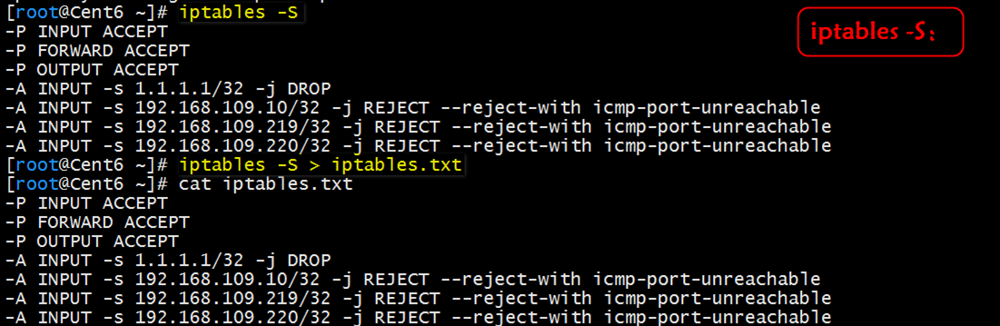 [root@Cent6 ~]# iptables -S
iptables -S；
-P INPUT ACCEPT
-P FORWARD ACCEPT
-P OUTPUT ACCEPT
-A INPUT -s 1.1.1.1/32 -j DROP
-A INPUT -s 192.168.109.10/32 -j REJECT --reject-with icmp-port-unreachable
-A INPUT -s 192.168.109.219/32 -j REJECT --reject-with icmp-port-unreachable
-A INPUT -s 192.168.109.220/32 -j REJECT --reject-with icmp-port-unreachable
[root@Cent6 ~]# iptables -S > iptables.txt
[root@Cent6 ~]# cat iptables.txt
-P INPUT ACCEPT
-P FORWARD ACCEPT
-P OUTPUT ACCEPT
-A INPUT -s 1.1.1.1/32 -j DROP
-A INPUT -s 192.168.109.10/32 -j REJECT --reject-with icmp-port-unreachable
-A INPUT -s 192.168.109.219/32 -j REJECT --reject-with icmp-port-unreachable
-A INPUT -s 192.168.109.220/32 -j REJECT --reject-with icmp-port-unreachable